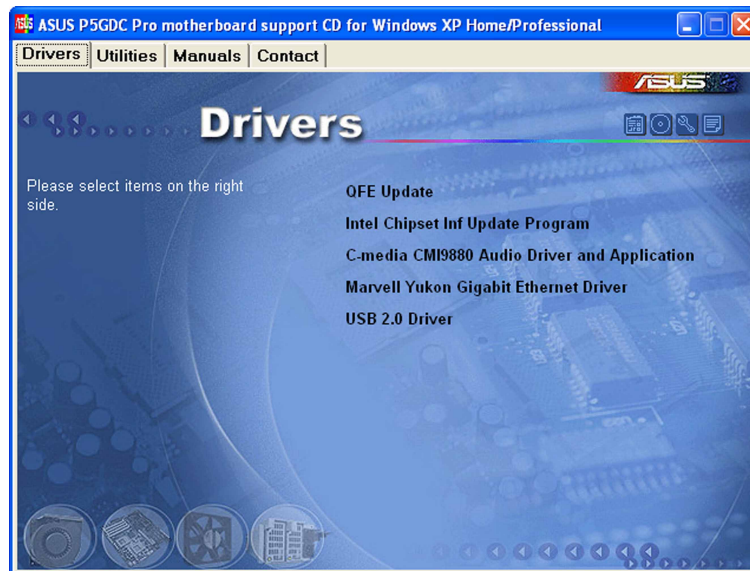 ASUS P5GDC Pro motherboard support CD for Windows XP Home/Professional
Drivers Utilities Manuals Contact
/SUS
Drivers
Please select items on the right
side.
QFE Update
Intel Chipset Inf Update Program
C-media CMI9880 Audio Driver and Application
Marvell Yukon Gigabit Ethernet Driver
USB 2.0 Driver